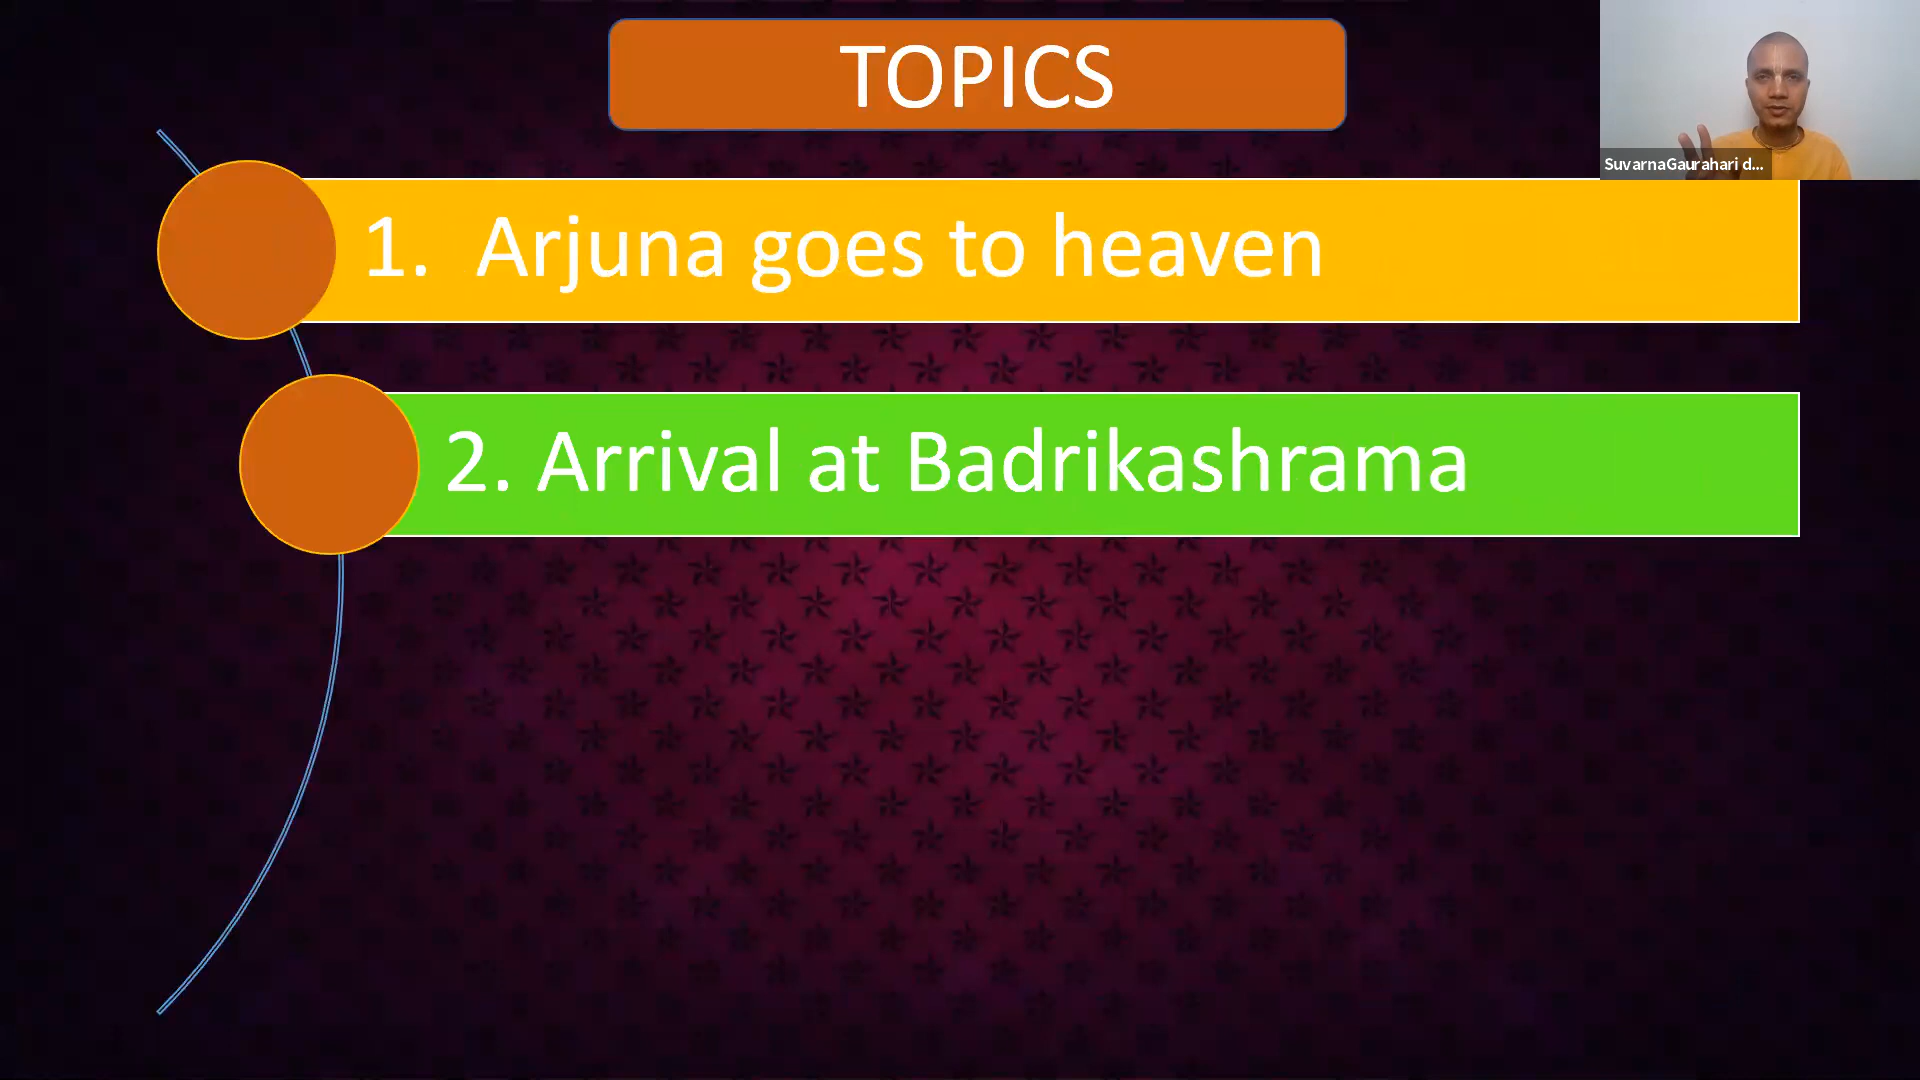 TOPICS
1. Arjuna goes to heaven
2. Arrival at Badrikashrama
SuvarnaGaurahari d...